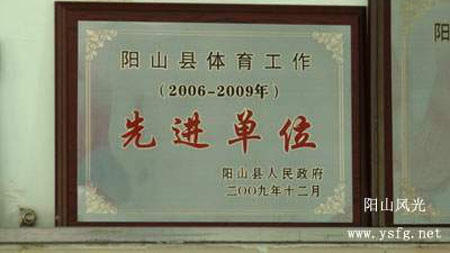 阳山县体育工作
（2006-2009年）
先进单位
阳山县人民政府
二〇〇九年十二月
阳
阳山风光
www.ysfg.net